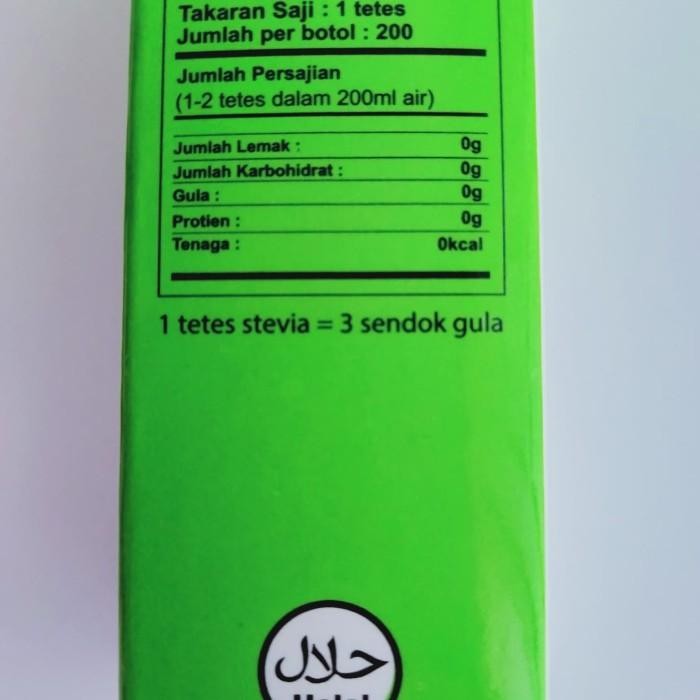 Takaran Saji : 1 tetes
Jumlah per botol : 200
Jumlah Persajian
(1-2 tetes dalam 200ml air)
Jumlah Lemak : 0g
Jumlah Karbohidrat : 0g
Gula : 0g
Protien : 0g
Tenaga : 0kcal
1 tetes stevia = 3 sendok gula
حلال
Halal